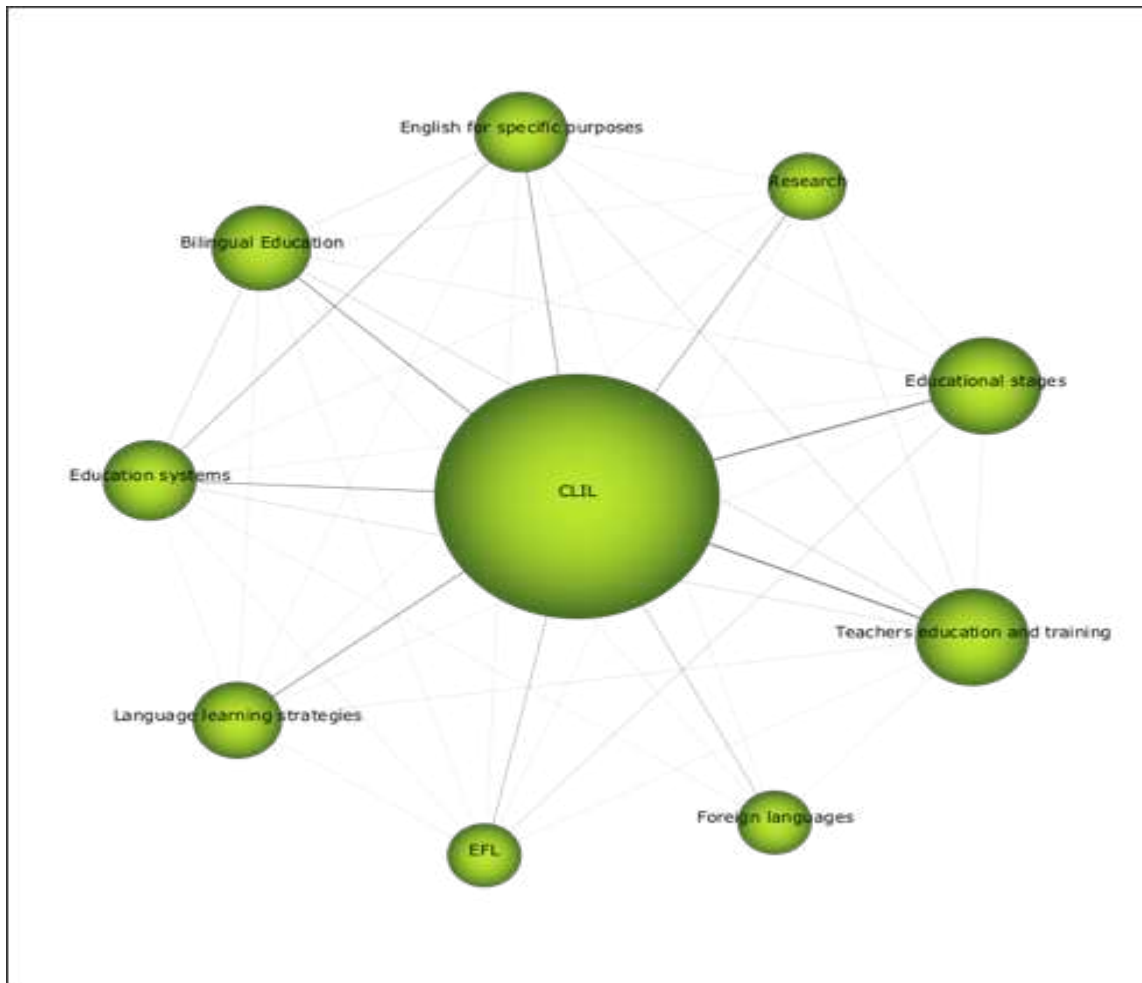 English for specific purposes
Research
Bilingual Education
Educational stages
Education systems
CLIL
Teachers education and training
Language learning strategies
Foreign languages
EFL